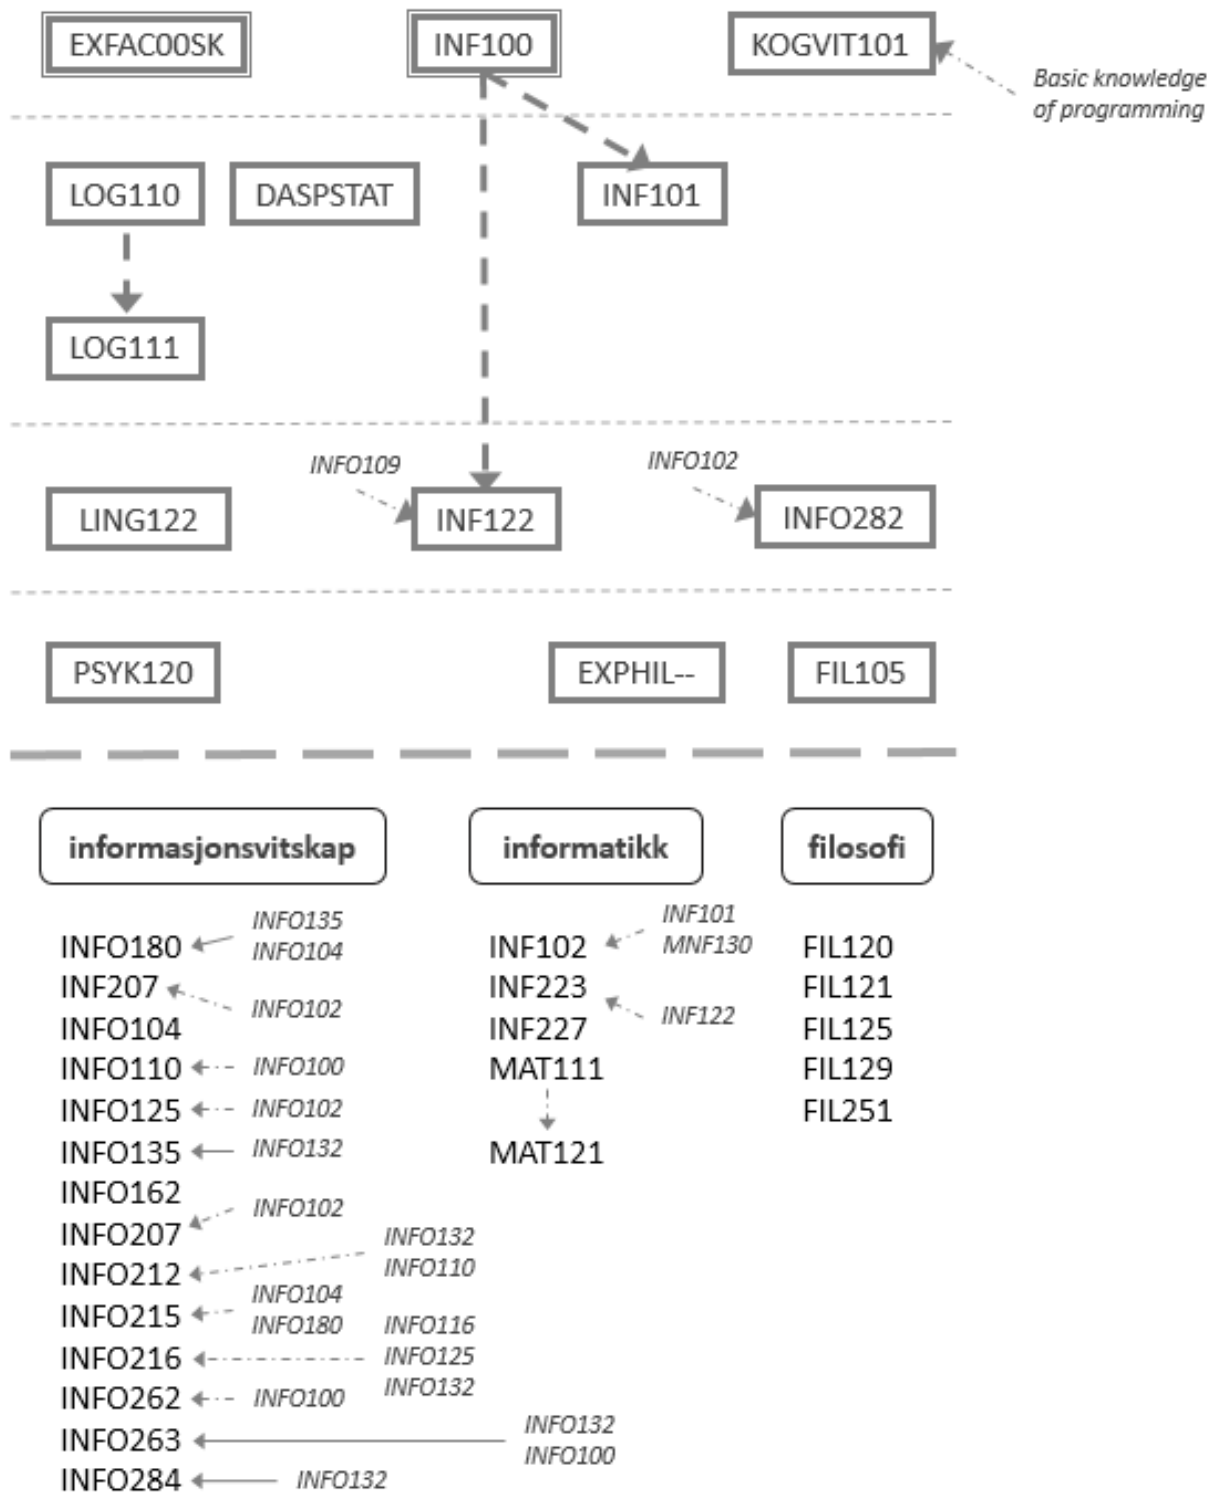 EXFAC00SK
INF100
KOGVIT101
Basic knowledge
of programming
LOG110
DASPSTAT
INF101
LOG111
INFO109
INFO102
LING122
INF122
INFO282
PSYK120
EXPHIL--
FIL105
informasjonsvitskap
informatikk
filosofi
INFO180
INFO135
INFO104
INF207
INFO102
INFO104
INFO110
INFO100
INFO125
INFO102
INFO135
INFO132
INFO162
INFO207
INFO102
INFO212
INFO132
INFO110
INFO215
INFO104
INFO180
INFO216
INFO116
INFO125
INFO132
INFO262
INFO100
INFO263
INFO132
INFO100
INFO284
INFO132
INF102
INF101
MNF130
INF223
INF122
INF227
MAT111
MAT121
FIL120
FIL121
FIL125
FIL129
FIL251